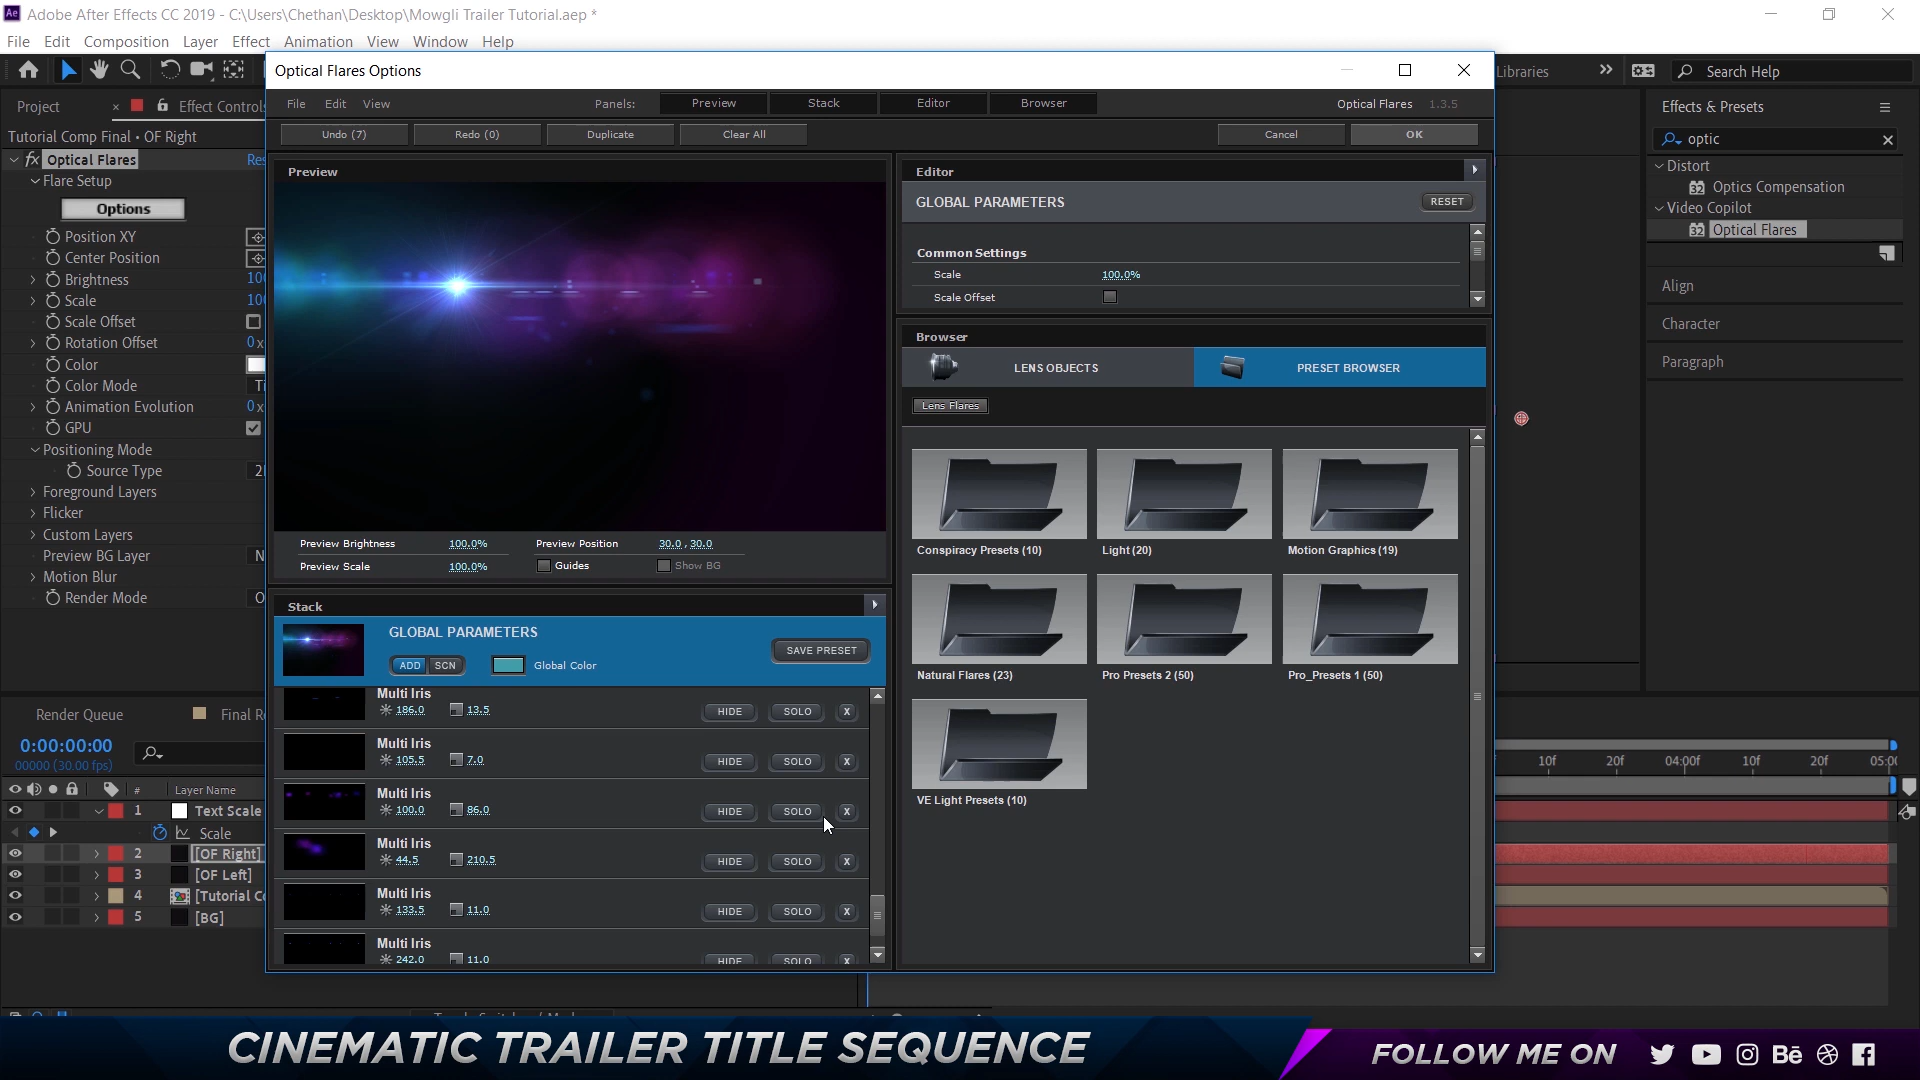 Adobe After Effects CC 2019 - C:\Users\Chethan\Desktop\Mowgli Trailer Tutorial.aep *
File Edit Composition Layer Effect Animation View Window Help
Libraries
Search Help
Project
Effect Controls
Tutorial Comp Final • OF Right
fx Optical Flares
Flare Setup
Options
Position XY
Center Position
Brightness
Scale
Scale Offset
Rotation Offset
0x
Color
Color Mode
Animation Evolution
0x
GPU
Positioning Mode
Source Type
Foreground Layers
Flicker
Custom Layers
Preview BG Layer
Motion Blur
Render Mode
Optical Flares Options
File Edit View
Panels:
Preview
Stack
Editor
Browser
Optical Flares 1.3.5
Undo (7)
Redo (0)
Duplicate
Clear All
Cancel
OK
Preview
Preview Brightness 100.0%
Preview Position 30.0 , 30.0
Preview Scale 100.0%
Guides
Show BG
Stack
GLOBAL PARAMETERS
ADD SCN
Global Color
SAVE PRESET
Multi Iris
186.0 13.5
HIDE SOLO X
Multi Iris
105.5 7.0
HIDE SOLO X
Multi Iris
100.0 86.0
HIDE SOLO X
Multi Iris
44.5 210.5
HIDE SOLO X
Multi Iris
133.5 11.0
HIDE SOLO X
Multi Iris
242.0 11.0
HIDE SOLO X
Editor
GLOBAL PARAMETERS
RESET
Common Settings
Scale 100.0%
Scale Offset
Browser
LENS OBJECTS
PRESET BROWSER
Lens Flares
Conspiracy Presets (10)
Light (20)
Motion Graphics (19)
Natural Flares (23)
Pro Presets 2 (50)
Pro_Presets 1 (50)
VE Light Presets (10)
Effects & Presets
optic
Distort
32 Optics Compensation
Video Copilot
32 Optical Flares
Align
Character
Paragraph
Render Queue
0:00:00:00
00000 (30.00 fps)
# Layer Name
1 Text Scale
Scale
2 [OF Right]
3 [OF Left]
4
5 [BG]
10f 20f 04:00f 10f 20f
CINEMATIC TRAILER TITLE SEQUENCE
FOLLOW ME ON
Bē